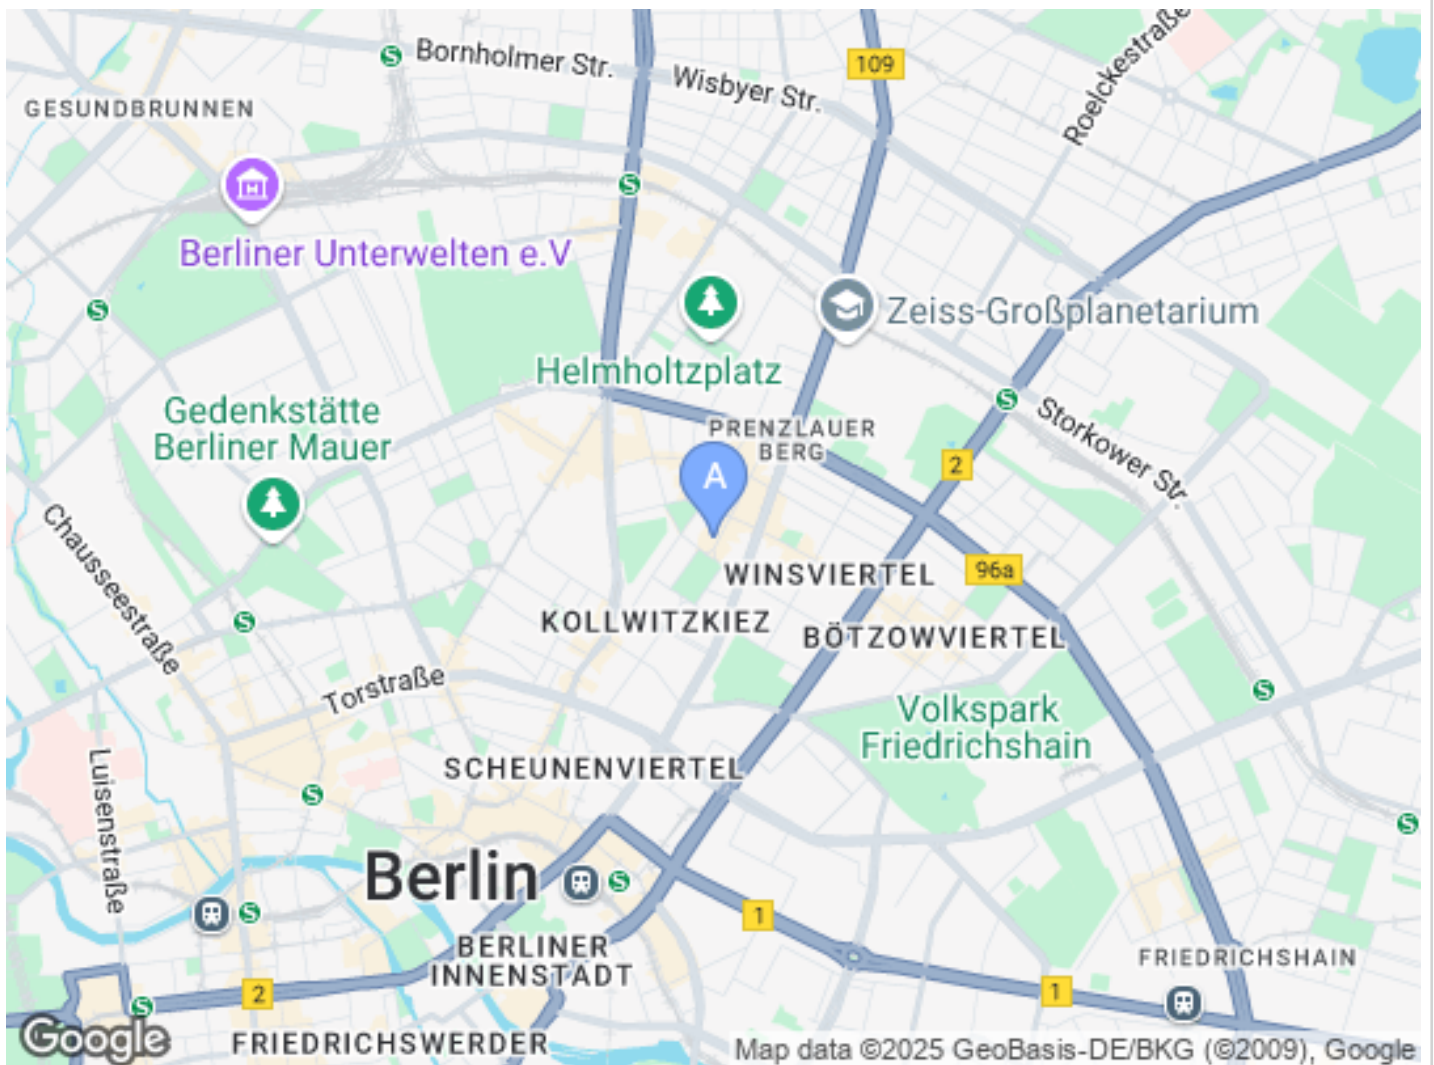 Bornholmer Str.
Wisbyer Str.
109
Roelckestraße
GESUNDBRUNNEN
S
S
Berliner Unterwelten e.V
S
Zeiss-Großplanetarium
Helmholtzplatz
S
Gedenkstätte
Berliner Mauer
PRENZLAUER
BERG
Storkower Str.
2
A
Chausseestraße
WINSVIERTEL
96a
S
KOLLWITZKIEZ
BÖTZOWVIERTEL
Torstraße
S
Volkspark
Friedrichshain
Luisenstraße
SCHEUNENVIERTEL
S
S
Berlin
S
S
1
BERLINER
INNENSTADT
FRIEDRICHSHAIN
2
1
S
Google
FRIEDRICHSWERDER
Map data ©2025 GeoBasis-DE/BKG (©2009), Google